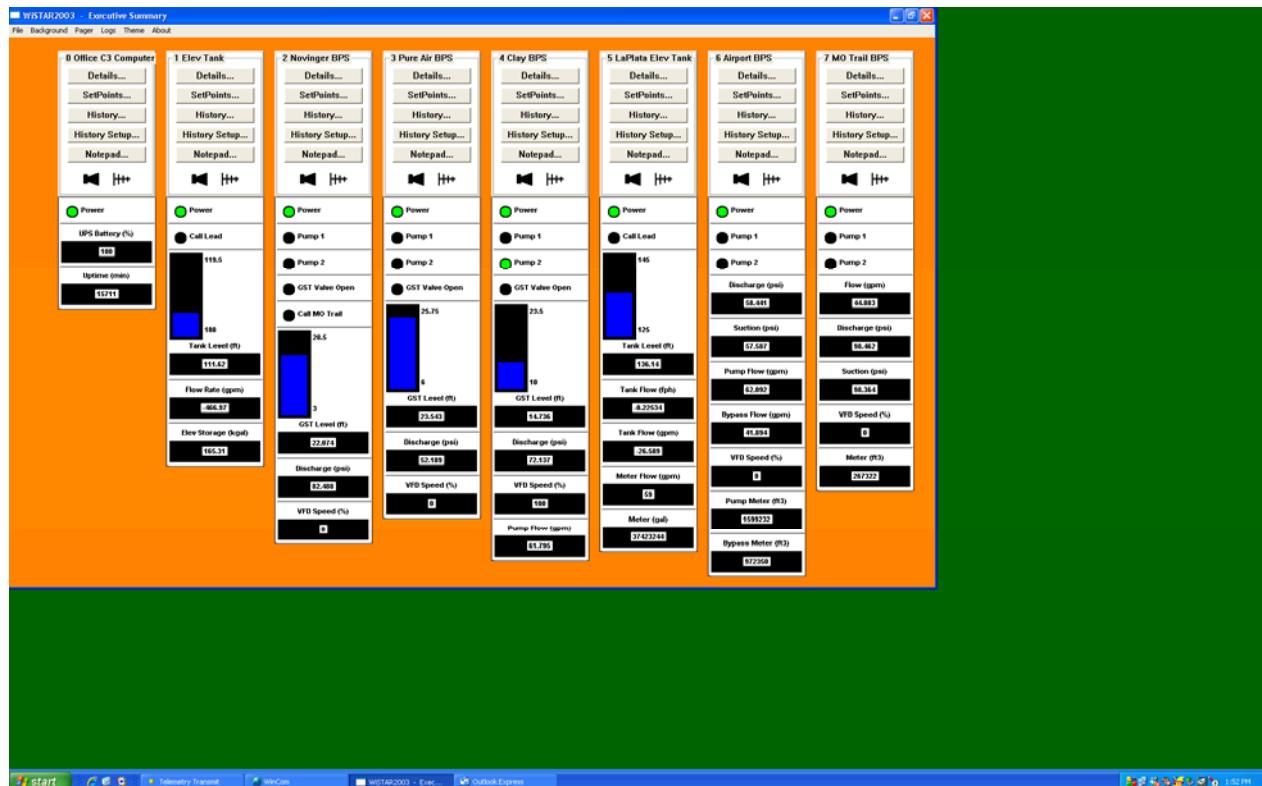 WiSTAR2003 - Executive Summary
File Background Pager Logs Theme About
0 Office C3 Computer
Details...
SetPoints...
History...
History Setup...
Notepad...
Power
UPS Battery (%)
100
Uptime (min)
15711
1 Elev Tank
Details...
SetPoints...
History...
History Setup...
Notepad...
Power
Call Lead
119.5
108
Tank Level (ft)
111.62
Flow Rate (gpm)
-466.97
Elev Storage (kgal)
165.31
2 Novinger BPS
Details...
SetPoints...
History...
History Setup...
Notepad...
Power
Pump 1
Pump 2
GST Valve Open
Call MO Trail
28.5
3
GST Level (ft)
22.074
Discharge (psi)
82.488
VFD Speed (%)
0
3 Pure Air BPS
Details...
SetPoints...
History...
History Setup...
Notepad...
Power
Pump 1
Pump 2
GST Valve Open
25.75
6
GST Level (ft)
23.543
Discharge (psi)
52.189
VFD Speed (%)
0
4 Clay BPS
Details...
SetPoints...
History...
History Setup...
Notepad...
Power
Pump 1
Pump 2
GST Valve Open
23.5
10
GST Level (ft)
14.736
Discharge (psi)
72.137
VFD Speed (%)
100
Pump Flow (gpm)
61.795
5 LaPlata Elev Tank
Details...
SetPoints...
History...
History Setup...
Notepad...
Power
Call Lead
145
125
Tank Level (ft)
136.14
Tank Flow (fph)
-0.22534
Tank Flow (gpm)
-26.589
Meter Flow (gpm)
59
Meter (gal)
37423244
6 Airport BPS
Details...
SetPoints...
History...
History Setup...
Notepad...
Power
Pump 1
Pump 2
Discharge (psi)
58.441
Suction (psi)
57.587
Pump Flow (gpm)
62.092
Bypass Flow (gpm)
41.894
VFD Speed (%)
0
Pump Meter (ft3)
1599232
Bypass Meter (ft3)
972350
7 MO Trail BPS
Details...
SetPoints...
History...
History Setup...
Notepad...
Power
Pump 1
Pump 2
Flow (gpm)
44.883
Discharge (psi)
98.462
Suction (psi)
98.364
VFD Speed (%)
0
Meter (ft3)
267322
start
Telemetry Transmit
WinCom
WiSTAR2003 - Exec...
Outlook Express
1:52 PM